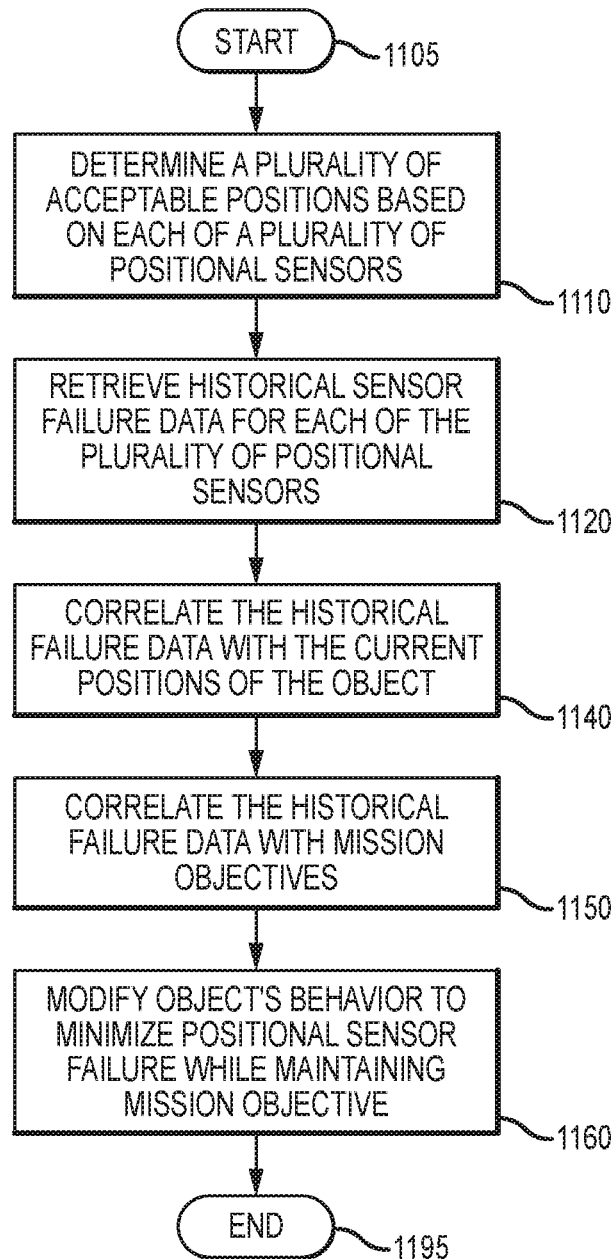 START
1105
DETERMINE A PLURALITY OF
ACCEPTABLE POSITIONS BASED
ON EACH OF A PLURALITY OF
POSITIONAL SENSORS
1110
RETRIEVE HISTORICAL SENSOR
FAILURE DATA FOR EACH OF THE
PLURALITY OF POSITIONAL
SENSORS
1120
CORRELATE THE HISTORICAL
FAILURE DATA WITH THE CURRENT
POSITIONS OF THE OBJECT
1140
CORRELATE THE HISTORICAL
FAILURE DATA WITH MISSION
OBJECTIVES
1150
MODIFY OBJECT'S BEHAVIOR TO
MINIMIZE POSITIONAL SENSOR
FAILURE WHILE MAINTAINING
MISSION OBJECTIVE
1160
END
1195